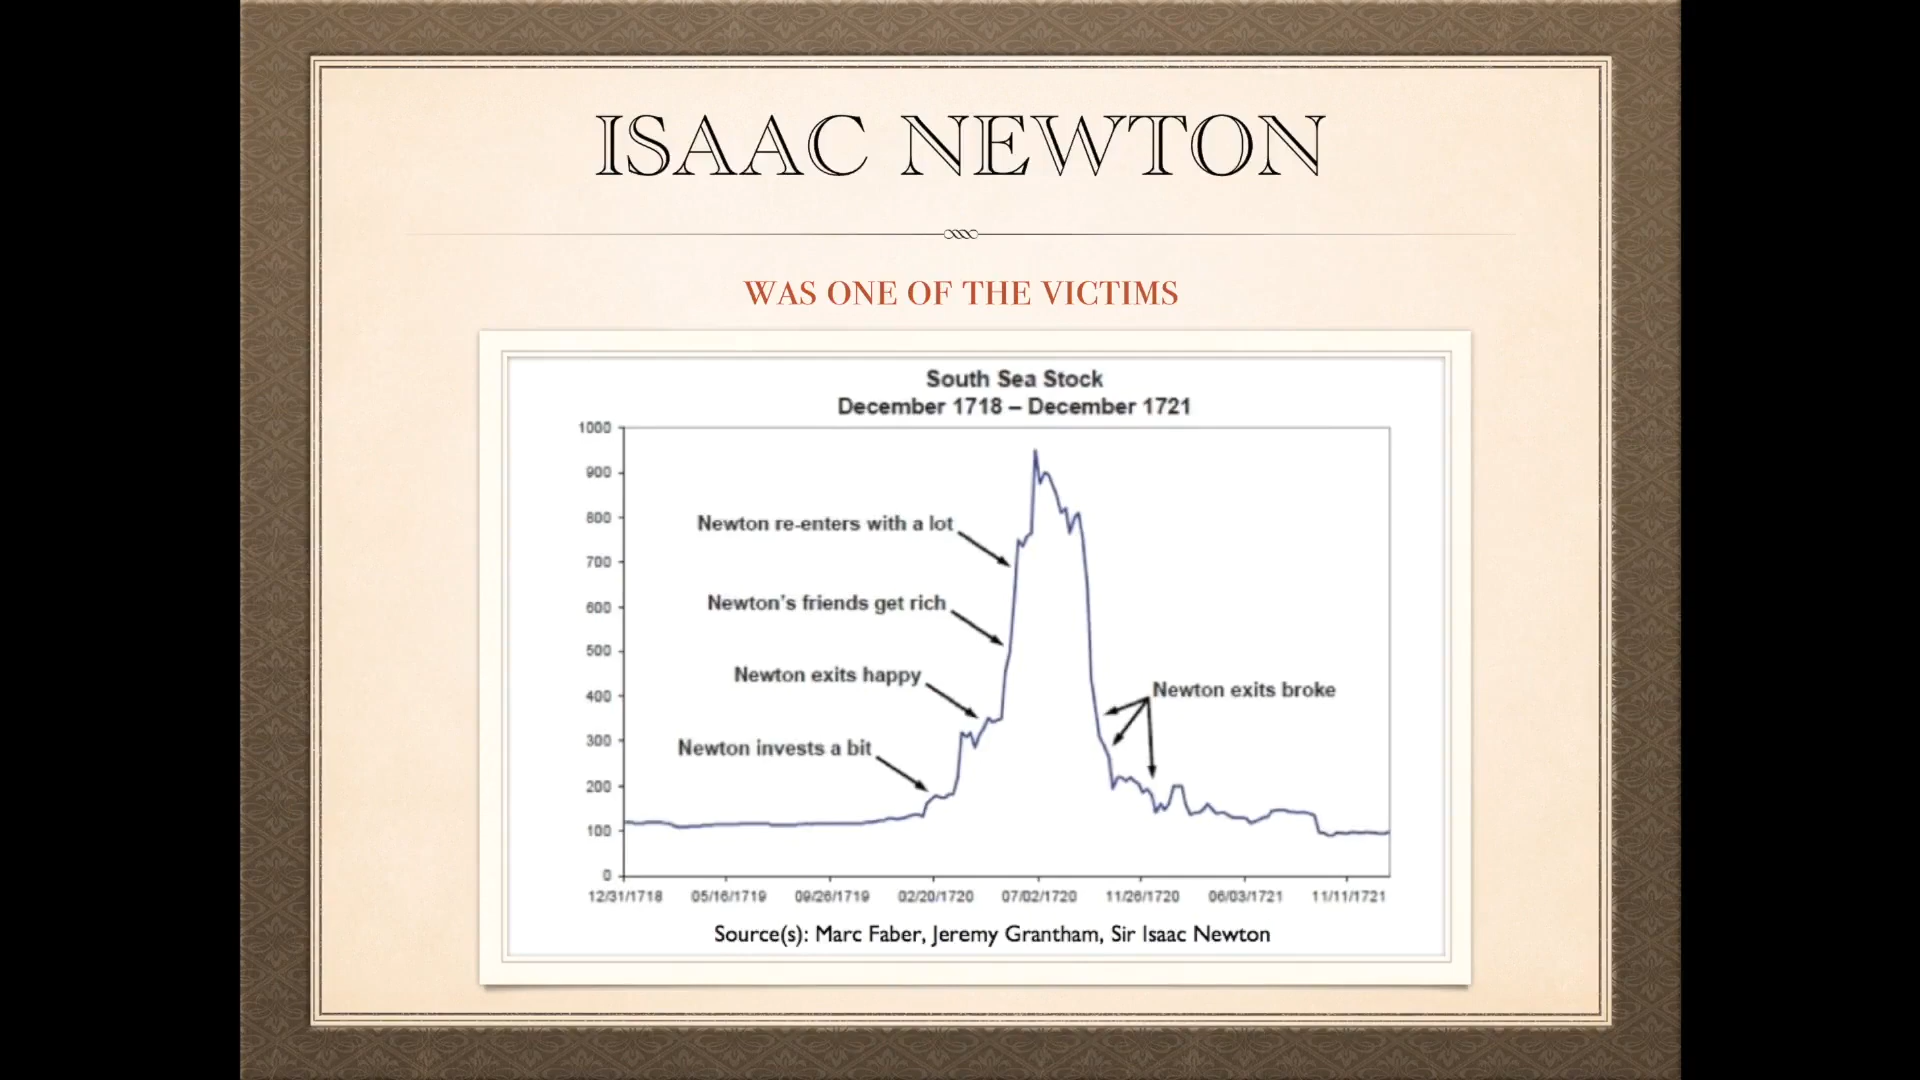 ISAAC NEWTON
WAS ONE OF THE VICTIMS
South Sea Stock
December 1718 – December 1721
1000
900
800
700
600
500
400
300
200
100
0
Newton re-enters with a lot
Newton's friends get rich
Newton exits happy
Newton invests a bit
Newton exits broke
12/31/1718 05/16/1719 09/26/1719 02/20/1720 07/02/1720 11/26/1720 06/03/1721 11/11/1721
Source(s): Marc Faber, Jeremy Grantham, Sir Isaac Newton